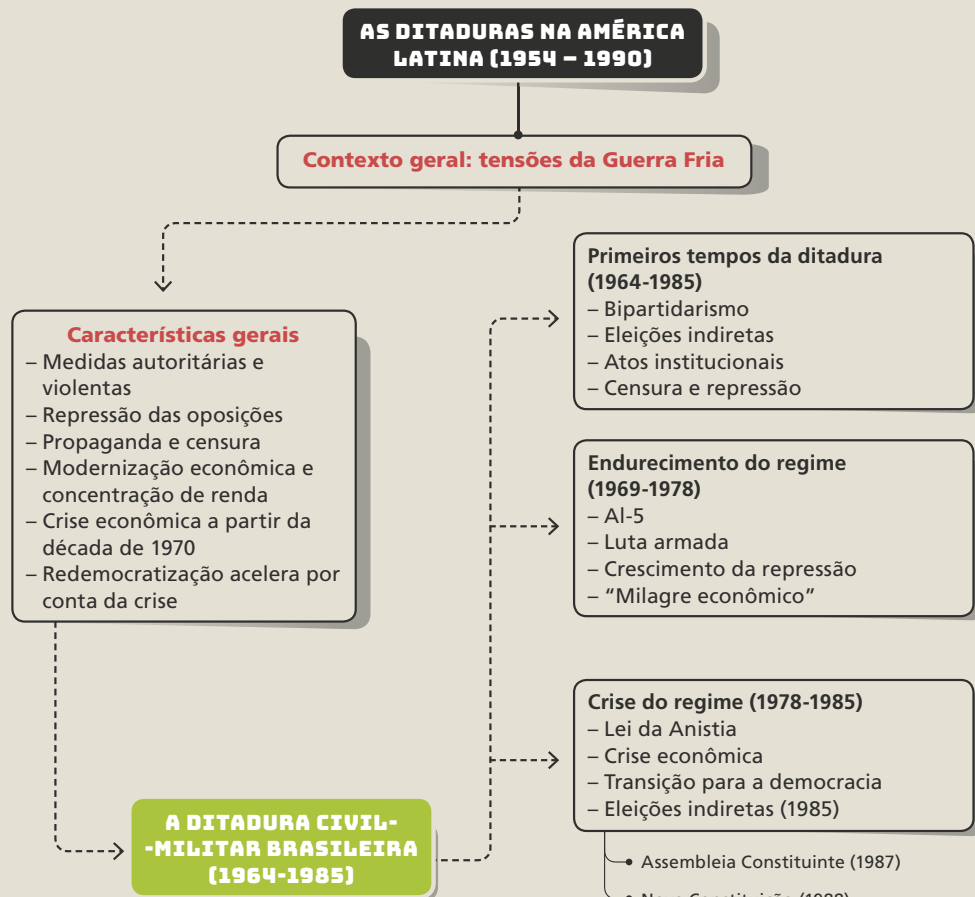 AS DITADURAS NA AMÉRICA
LATINA (1954 – 1990)
Contexto geral: tensões da Guerra Fria
Características gerais
– Medidas autoritárias e
violentas
– Repressão das oposições
– Propaganda e censura
– Modernização econômica e
concentração de renda
– Crise econômica a partir da
década de 1970
– Redemocratização acelera por
conta da crise
A DITADURA CIVIL-
-MILITAR BRASILEIRA
(1964-1985)
Primeiros tempos da ditadura
(1964-1985)
– Bipartidarismo
– Eleições indiretas
– Atos institucionais
– Censura e repressão
Endurecimento do regime
(1969-1978)
– AI-5
– Luta armada
– Crescimento da repressão
– “Milagre econômico”
Crise do regime (1978-1985)
– Lei da Anistia
– Crise econômica
– Transição para a democracia
– Eleições indiretas (1985)
Assembleia Constituinte (1987)
Nova Constituição (1988)